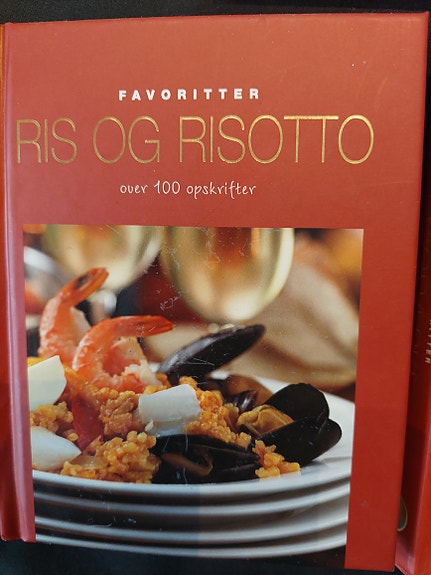 FAVORITTER
RIS OG RISOTTO
over 100 opskrifter